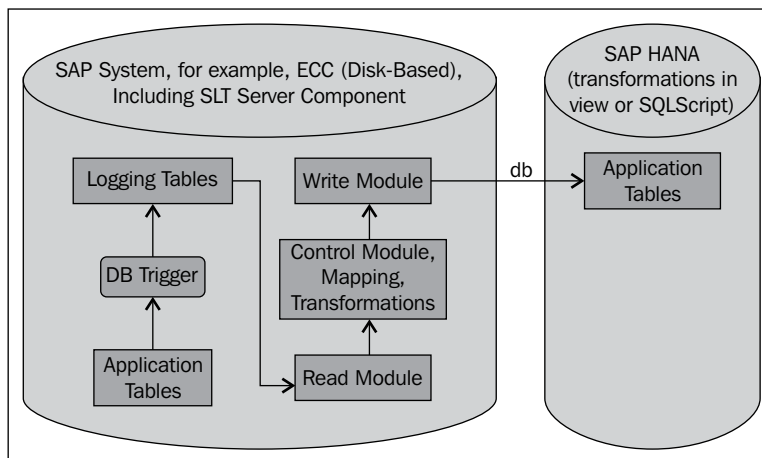 SAP System, for example, ECC (Disk-Based),
Including SLT Server Component
Logging Tables
DB Trigger
Application
Tables
Write Module
Control Module,
Mapping,
Transformations
Read Module
db
SAP HANA
(transformations in
view or SQLScript)
Application
Tables